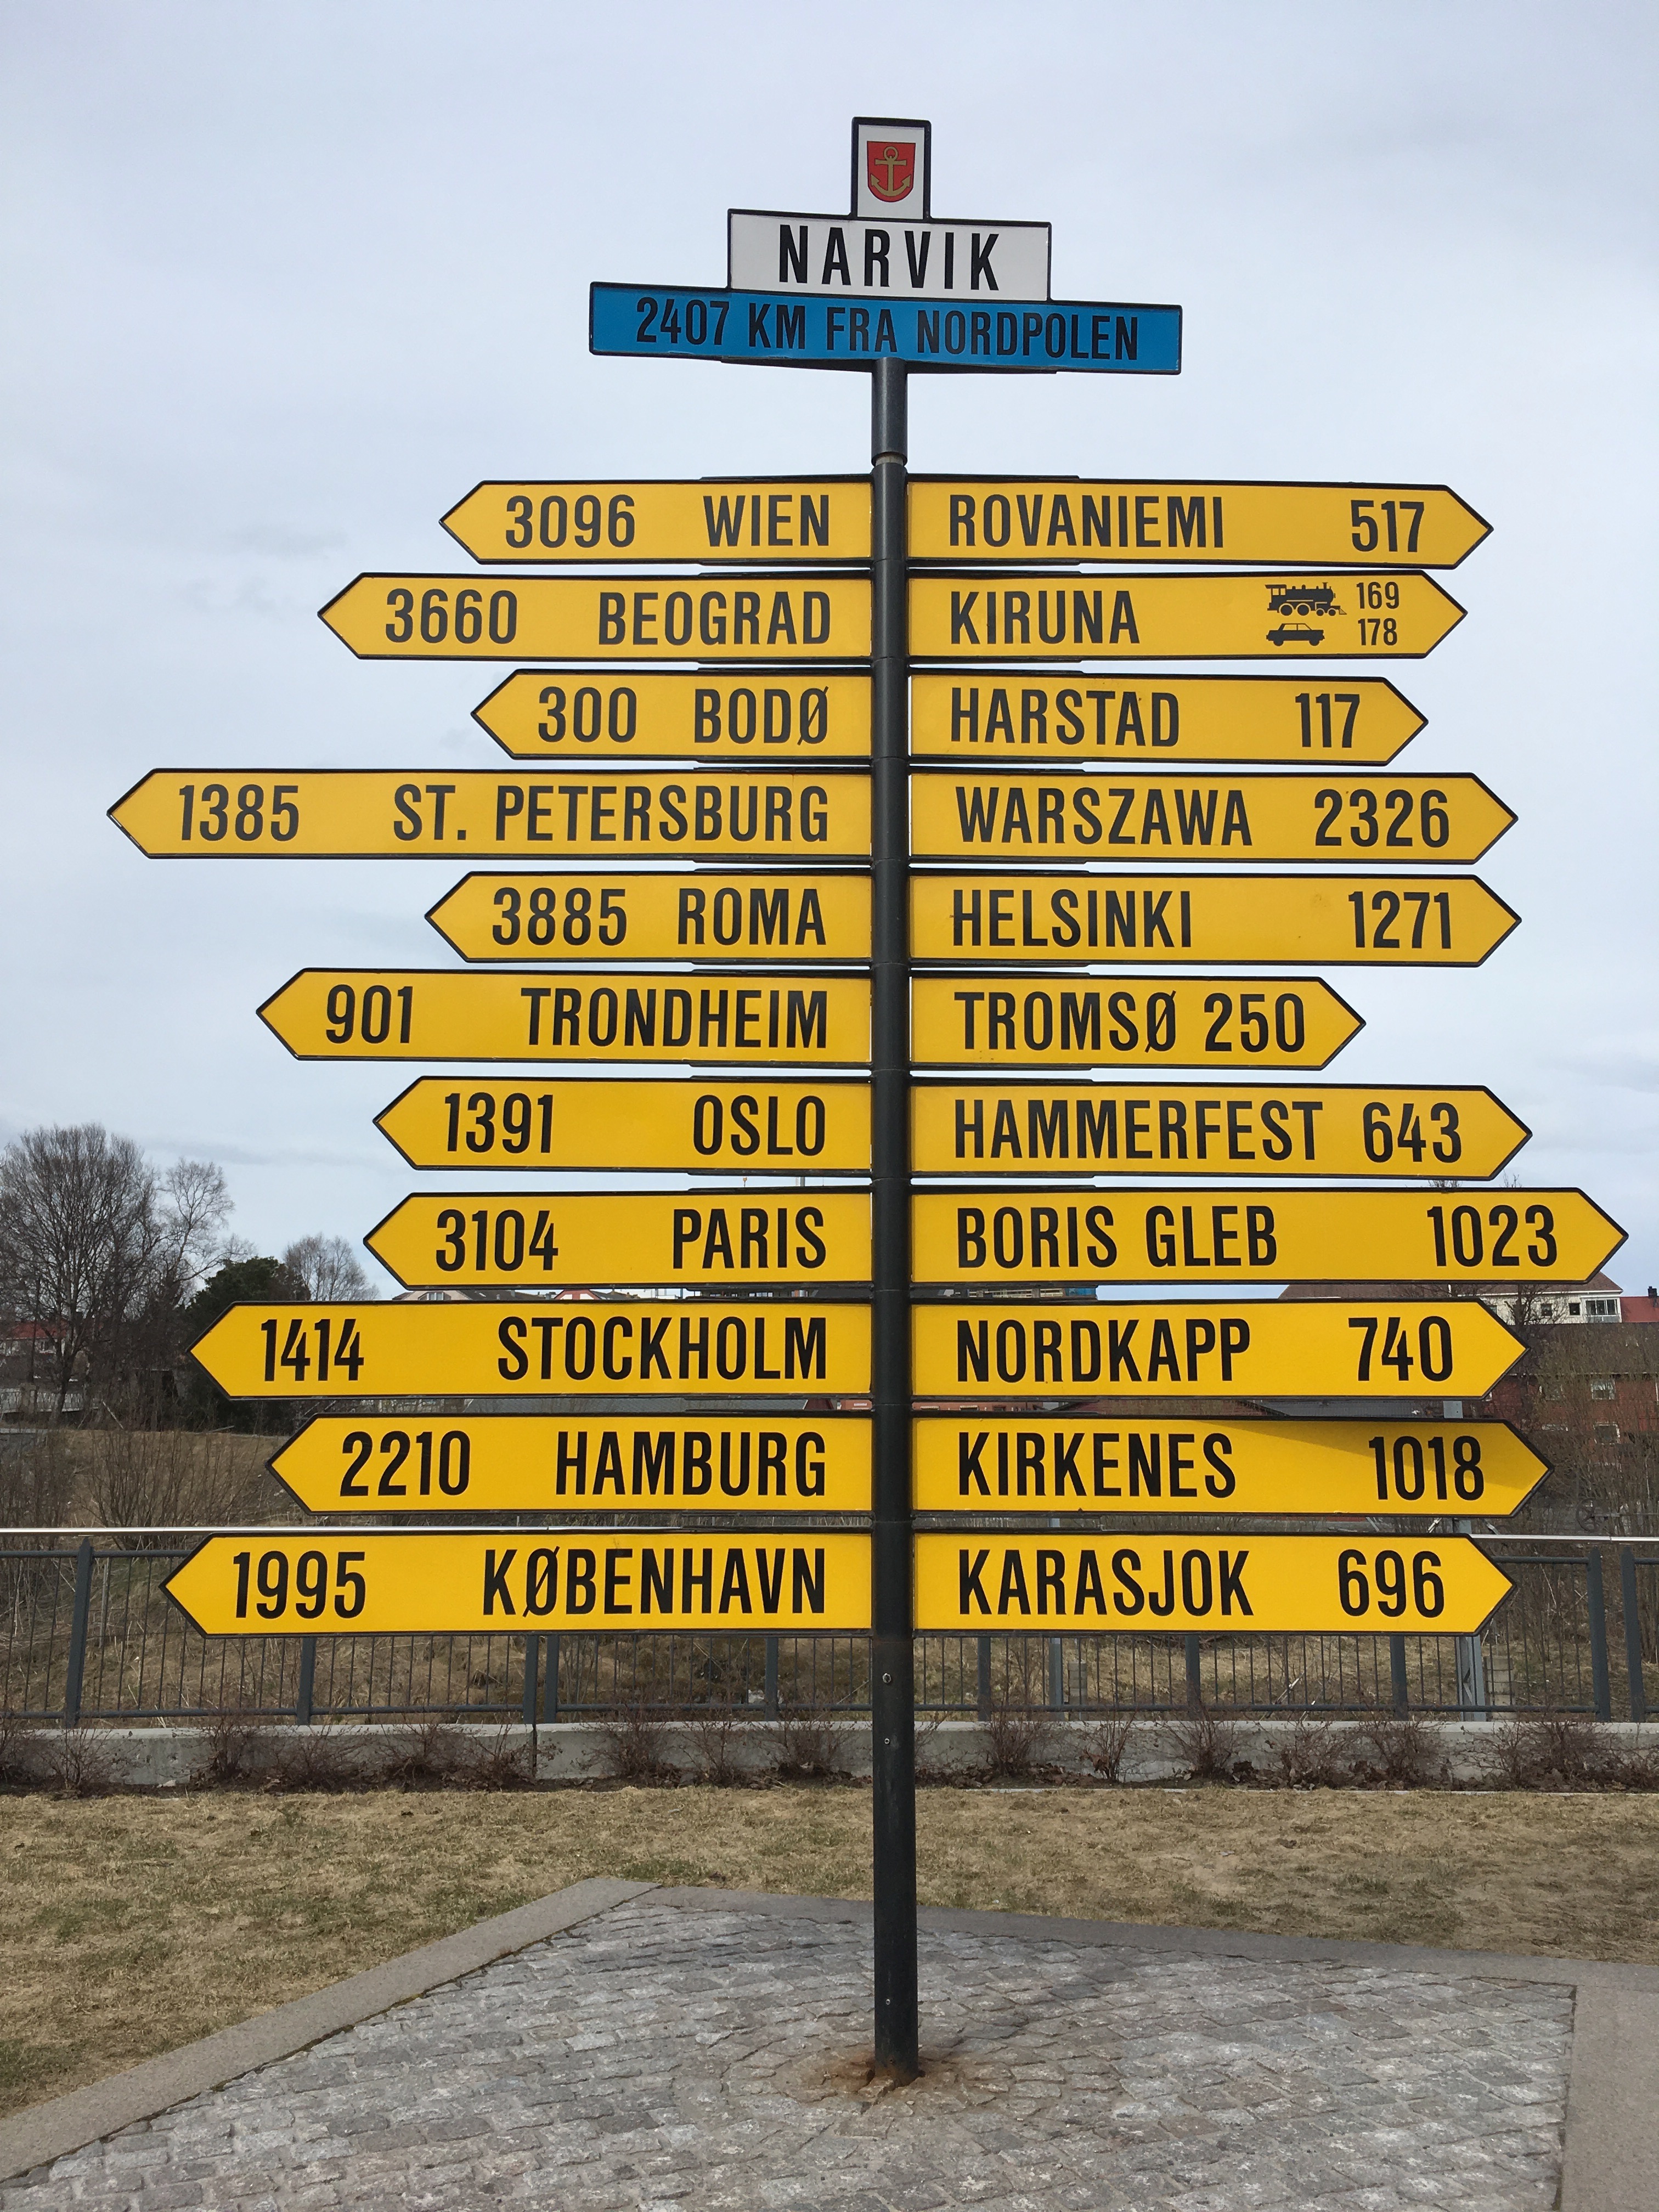 NARVIK
2407 KM FRA NORDPOLEN
3096 WIEN
ROVANIEMI 517
3660 BEOGRAD
KIRUNA 169
178
300 BODØ
HARSTAD 117
1385 ST. PETERSBURG
WARSZAWA 2326
3885 ROMA
HELSINKI 1271
901 TRONDHEIM
TROMSØ 250
1391 OSLO
HAMMERFEST 643
3104 PARIS
BORIS GLEB 1023
1414 STOCKHOLM
NORDKAPP 740
2210 HAMBURG
KIRKENES 1018
1995 KØBENHAVN
KARASJOK 696